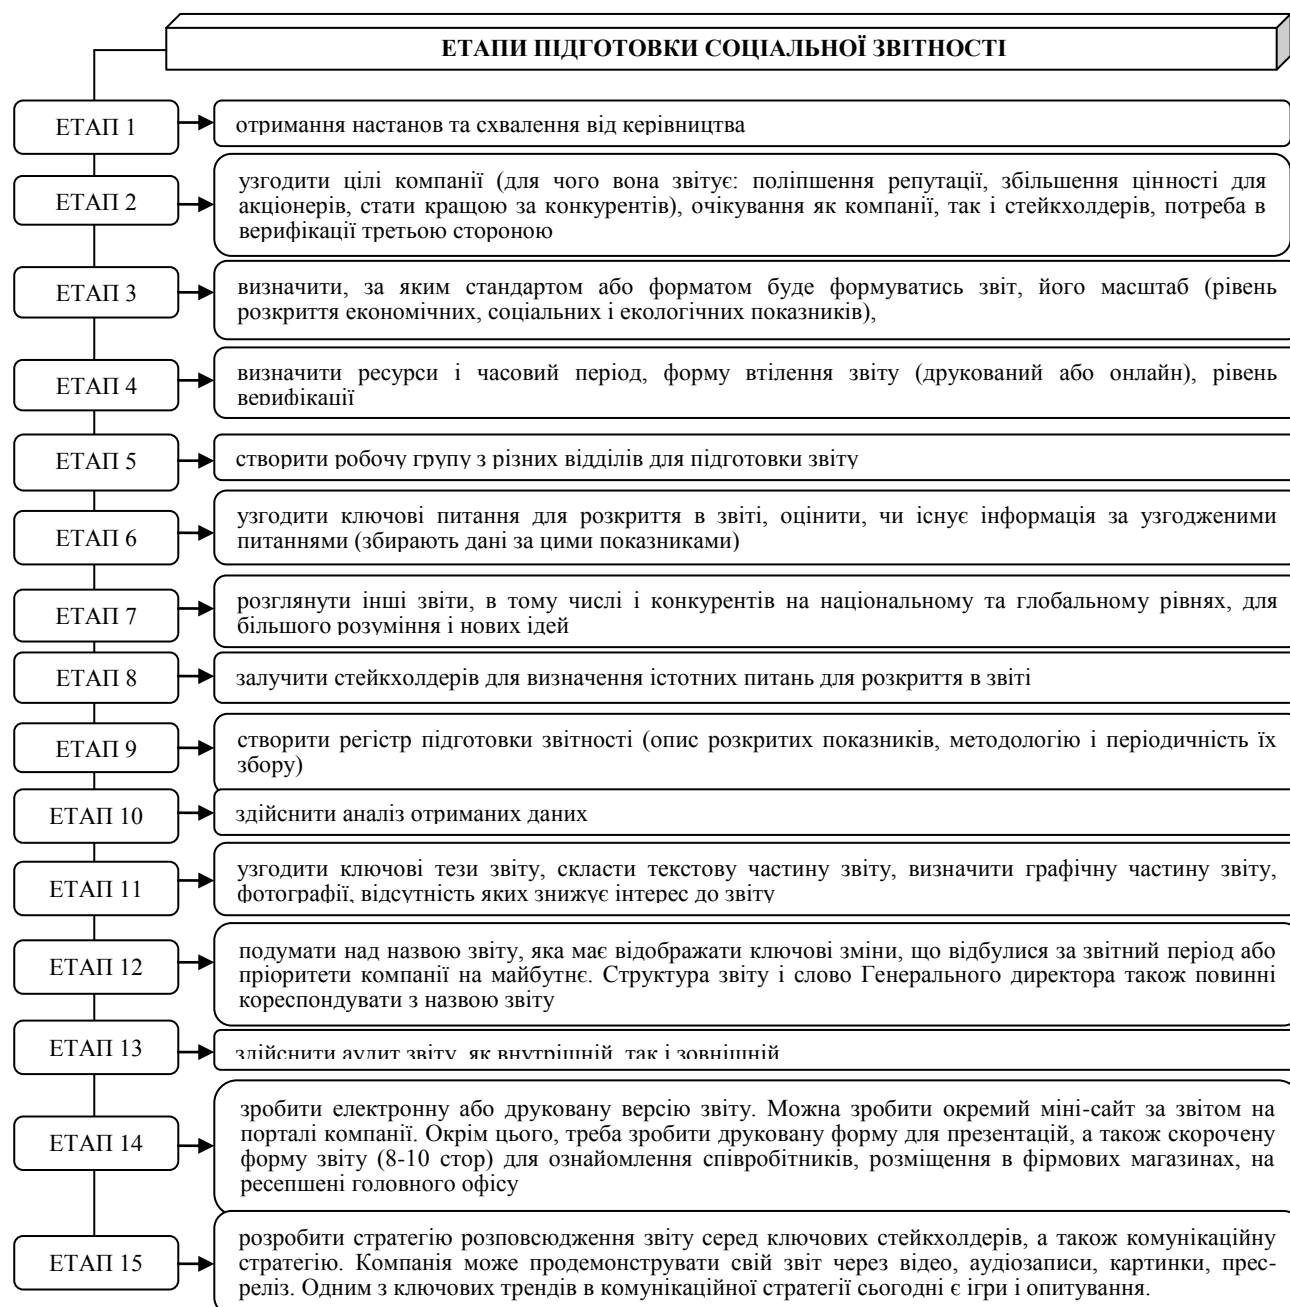 ЕТАПИ ПІДГОТОВКИ СОЦІАЛЬНОЇ ЗВІТНОСТІ
ЕТАП 1
отримання настанов та схвалення від керівництва
ЕТАП 2
узгодити цілі компанії (для чого вона звітує: поліпшення репутації, збільшення цінності для
акціонерів, стати кращою за конкурентів), очікування як компанії, так і стейкхолдерів, потреба в
верифікації третьою стороною
ЕТАП 3
визначити, за яким стандартом або форматом буде формуватись звіт, його масштаб (рівень
розкриття економічних, соціальних і екологічних показників),
ЕТАП 4
визначити ресурси і часовий період, форму втілення звіту (друкований або онлайн), рівень
верифікації
ЕТАП 5
створити робочу групу з різних відділів для підготовки звіту
ЕТАП 6
узгодити ключові питання для розкриття в звіті, оцінити, чи існує інформація за узгодженими
питаннями (збирають дані за цими показниками)
ЕТАП 7
розглянути інші звіти, в тому числі і конкурентів на національному та глобальному рівнях, для
більшого розуміння і нових ідей
ЕТАП 8
залучити стейкхолдерів для визначення істотних питань для розкриття в звіті
ЕТАП 9
створити регістр підготовки звітності (опис розкритих показників, методологію і періодичність їх
збору)
ЕТАП 10
здійснити аналіз отриманих даних
ЕТАП 11
узгодити ключові тези звіту, скласти текстову частину звіту, визначити графічну частину звіту,
фотографії, відсутність яких знижує інтерес до звіту
ЕТАП 12
подумати над назвою звіту, яка має відображати ключові зміни, що відбулися за звітний період або
пріоритети компанії на майбутнє. Структура звіту і слово Генерального директора також повинні
кореспондувати з назвою звіту
ЕТАП 13
здійснити аудит звіту, як внутрішній, так і зовнішній
ЕТАП 14
зробити електронну або друковану версію звіту. Можна зробити окремий міні-сайт за звітом на
порталі компанії. Окрім цього, треба зробити друковану форму для презентацій, а також скорочену
форму звіту (8-10 стор) для ознайомлення співробітників, розміщення в фірмових магазинах, на
ресепшені головного офісу
ЕТАП 15
розробити стратегію розповсюдження звіту серед ключових стейкхолдерів, а також комунікаційну
стратегію. Компанія може продемонструвати свій звіт через відео, аудіозаписи, картинки, прес-
реліз. Одним з ключових трендів в комунікаційної стратегії сьогодні є ігри і опитування.